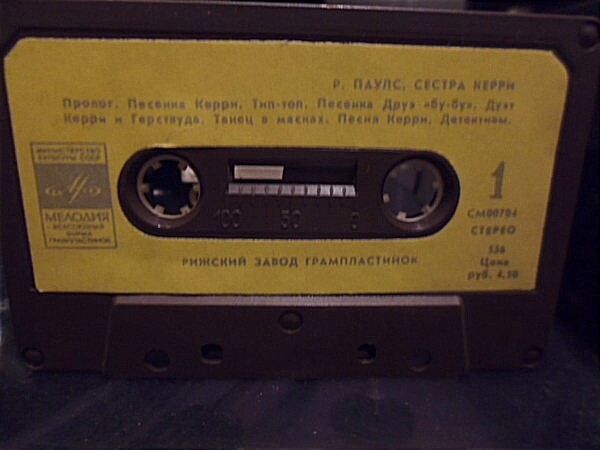 Р. ПАУЛС, СЕСТРА КЕРРИ
Пролог, Песенка Керри, Тип-топ, Песенка Друэ «бу-бу», Дуэт
Керри и Герствуда, Танец в масках, Песня Керри, Детективы.
МИНИСТЕРСТВО
КУЛЬТУРЫ СССР
МЕЛОДИЯ
ВСЕСОЮЗНАЯ
ФИРМА
ГРАМПЛАСТИНОК
100 50 0
1
СМ00704
СТЕРЕО
536
Цена
руб. 4,50
РИЖСКИЙ ЗАВОД ГРАМПЛАСТИНОК